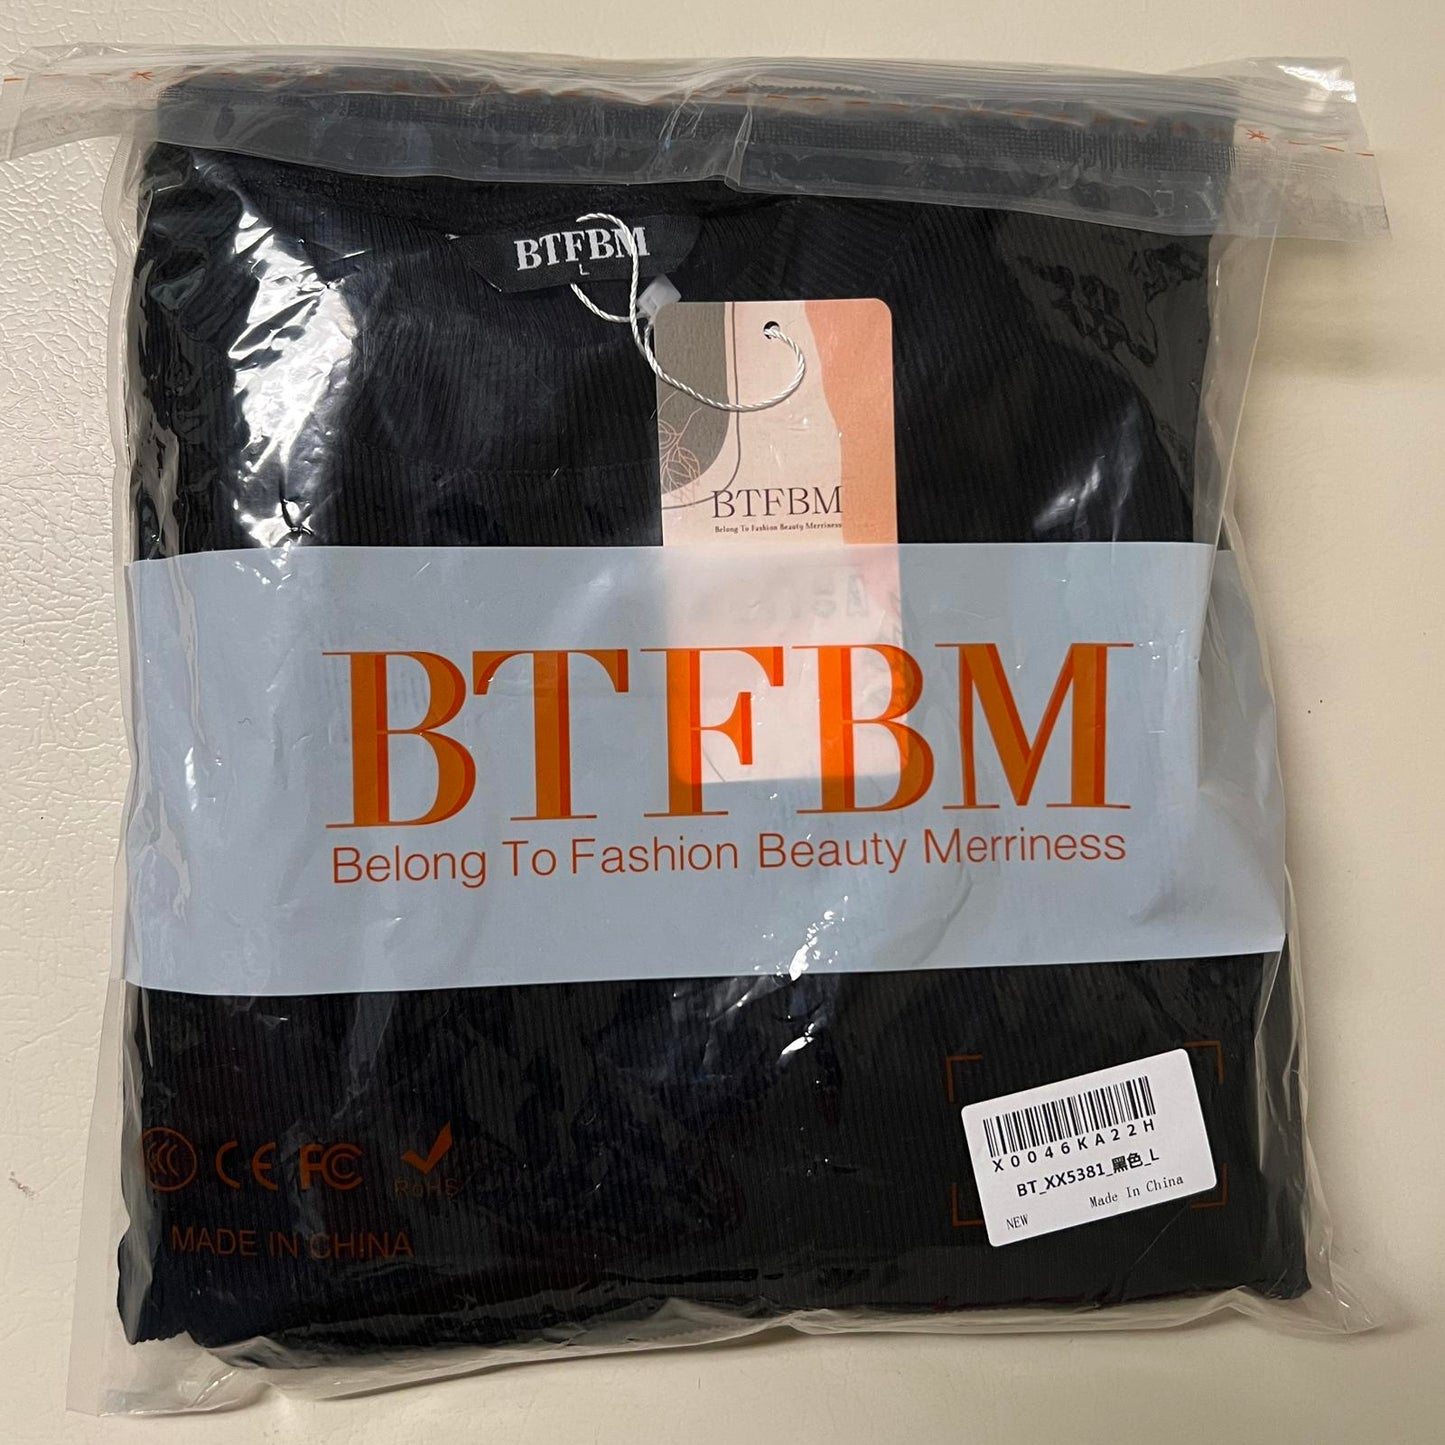 BTFBM
L
BTFBM
Belong To Fashion Beauty Merriness
BTFBM
Belong To Fashion Beauty Merriness
CCC CE FC RoHS
MADE IN CHINA
X0046KA22H
BT_XX5381_黑色_L
NEW Made In China